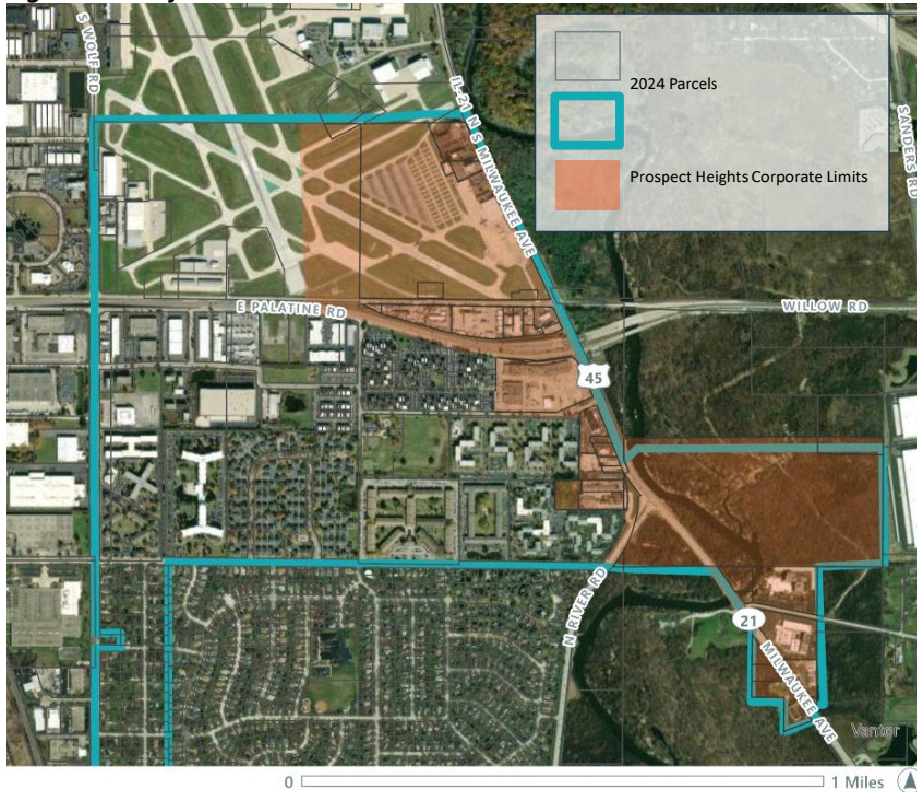 S WOLF RD
IL-21 N S MILWAUKEE AVE
2024 Parcels
SANDERS RD
Prospect Heights Corporate Limits
E PALATINE RD
WILLOW RD
45
N RIVER RD
21
MILWAUKEE AVE
Vantor
0 1 Miles